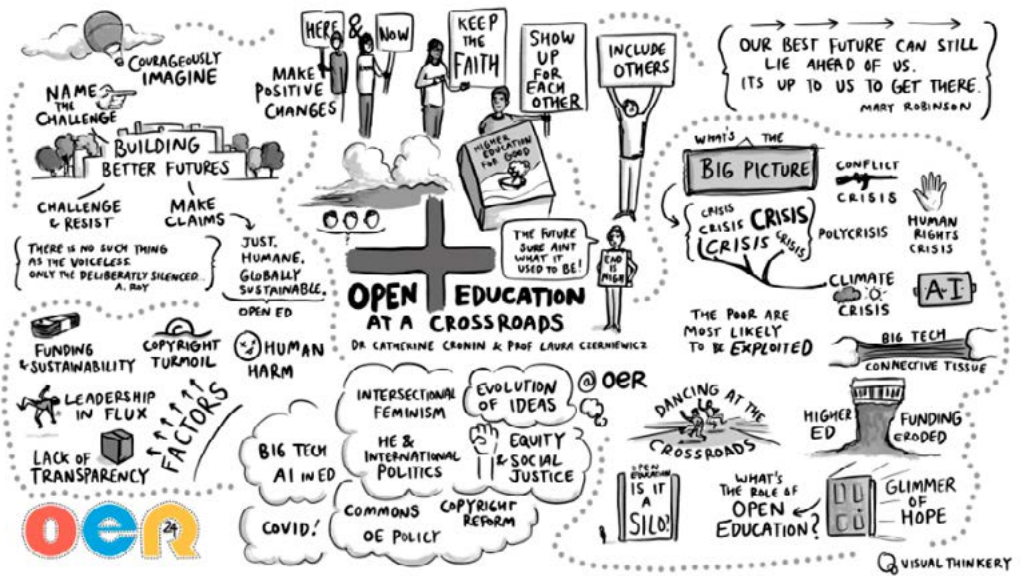 COURAGEOUSLY
IMAGINE
NAME
THE
CHALLENGE
BUILDING
BETTER FUTURES
CHALLENGE
& RESIST
MAKE
CLAIMS
THERE IS NO SUCH THING
AS THE VOICELESS
ONLY THE DELIBERATELY SILENCED..
A. ROY
JUST,
HUMANE,
GLOBALLY
SUSTAINABLE.
OPEN ED
HERE
&
NOW
MAKE
POSITIVE
CHANGES
KEEP
THE
FAITH
SHOW
UP
FOR
EACH
OTHER
INCLUDE
OTHERS
HIGHER
EDUCATION
FOR GOOD
THE FUTURE
SURE AINT
WHAT IT
USED TO BE!
END
IS
NIGH
OPEN EDUCATION
AT A CROSSROADS
DR CATHERINE CRONIN & PROF LAURA CZERNIEWICZ
@ OER
OUR BEST FUTURE CAN STILL
LIE AHEAD OF US.
ITS UP TO US TO GET THERE.
MARY ROBINSON
WHAT'S THE
BIG PICTURE
CRISIS
CRISIS CRISIS
CRISIS CRISIS
POLYCRISIS
CONFLICT
CRISIS
HUMAN
RIGHTS
CRISIS
CLIMATE
CRISIS
A-I
THE POOR ARE
MOST LIKELY
TO BE EXPLOITED
BIG TECH
CONNECTIVE TISSUE
HIGHER
ED
FUNDING
ERODED
DANCING AT THE
CROSSROADS
OPEN
EDUCATION
IS IT
A
SILO?
WHAT'S
THE ROLE OF
OPEN
EDUCATION?
GLIMMER
OF
HOPE
FUNDING
& SUSTAINABILITY
COPYRIGHT
TURMOIL
HUMAN
HARM
LEADERSHIP
IN FLUX
LACK OF
TRANSPARENCY
FACTORS
BIG TECH
AI IN ED
COVID!
INTERSECTIONAL
FEMINISM
EVOLUTION
OF IDEAS
HE &
INTERNATIONAL
POLITICS
EQUITY
& SOCIAL
JUSTICE
COMMONS
COPYRIGHT
REFORM
OE POLICY
OER
24
VISUAL THINKERY